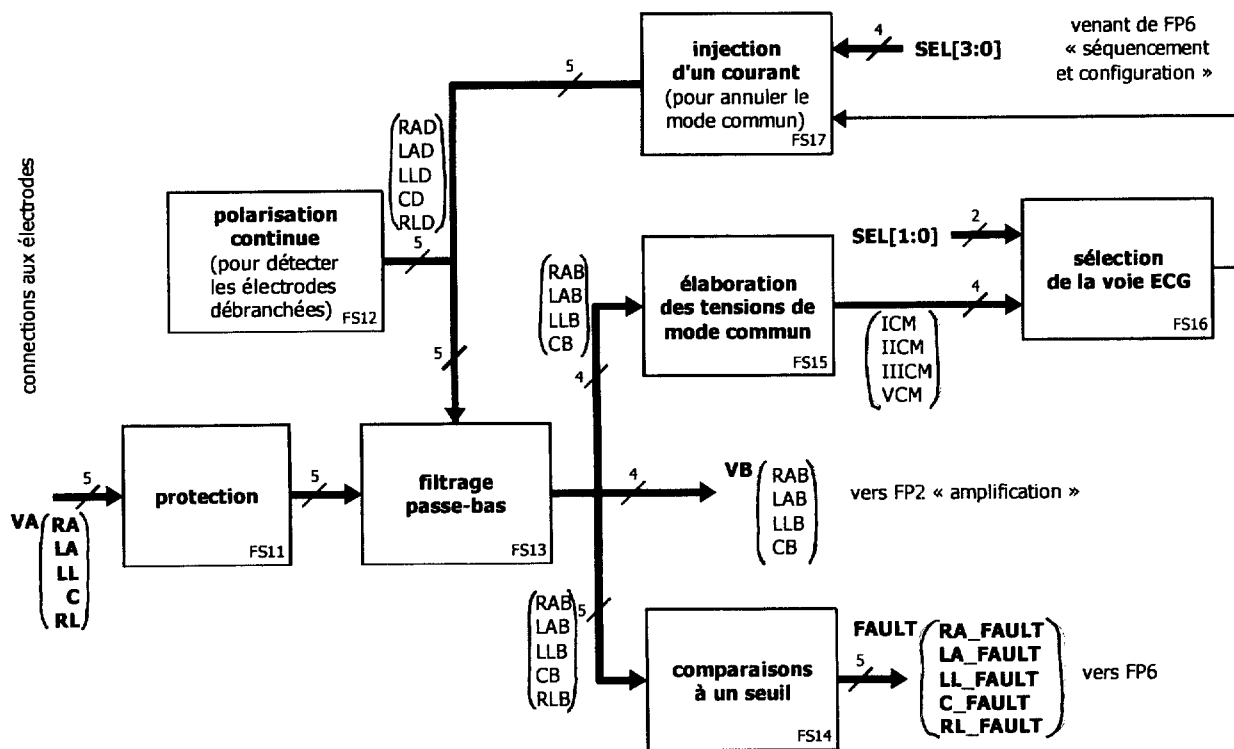 injection
d'un courant
(pour annuler le
mode commun)
FS17
4
SEL[3:0]
venant de FP6
« séquencement
et configuration »
5
RAD
LAD
LLD
CD
RLD
5
connections aux électrodes
polarisation
continue
(pour détecter
les électrodes
débranchées)
FS12
5
RAB
LAB
LLB
CB
4
élaboration
des tensions de
mode commun
FS15
SEL[1:0]
2
4
ICM
IICM
IIICM
VCM
sélection
de la voie ECG
FS16
5
VA
RA
LA
LL
C
RL
protection
FS11
5
filtrage
passe-bas
FS13
4
VB
RAB
LAB
LLB
CB
vers FP2 « amplification »
RAB
LAB
LLB
CB
RLB
5
comparaisons
à un seuil
FS14
5
FAULT
RA_FAULT
LA_FAULT
LL_FAULT
C_FAULT
RL_FAULT
vers FP6